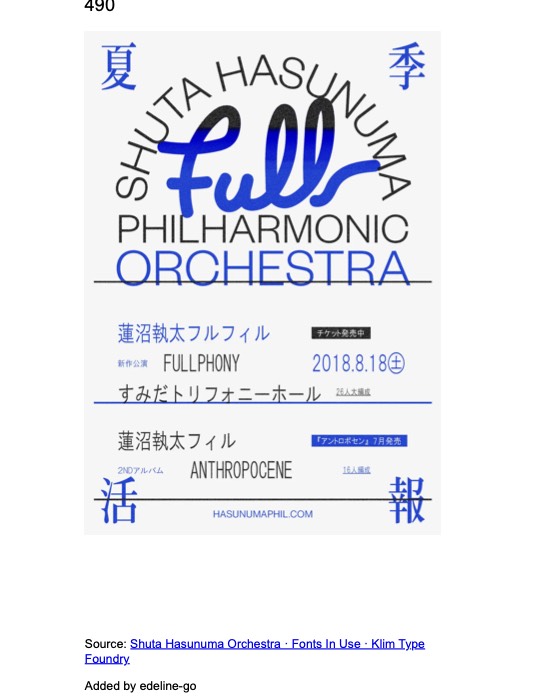 490
夏 季
SHUTA HASUNUMA
Full
PHILHARMONIC
ORCHESTRA
蓮沼執太フルフィル チケット発売中
新作公演 FULLPHONY 2018.8.18㊏
すみだトリフォニーホール 26人大編成
蓮沼執太フィル 『アントロポセン』7月発売
2NDアルバム ANTHROPOCENE 16人編成
活 報
HASUNUMAPHIL.COM
Source: Shuta Hasunuma Orchestra · Fonts In Use · Klim Type
Foundry
Added by edeline-go